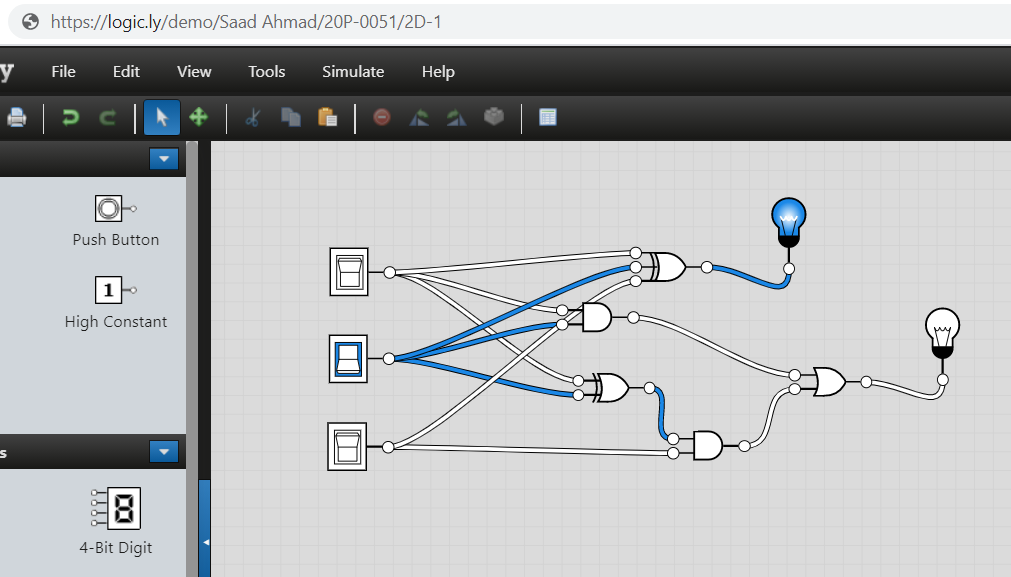 https://logic.ly/demo/Saad Ahmad/20P-0051/2D-1
y File Edit View Tools Simulate Help
Push Button
1
High Constant
s
8
4-Bit Digit